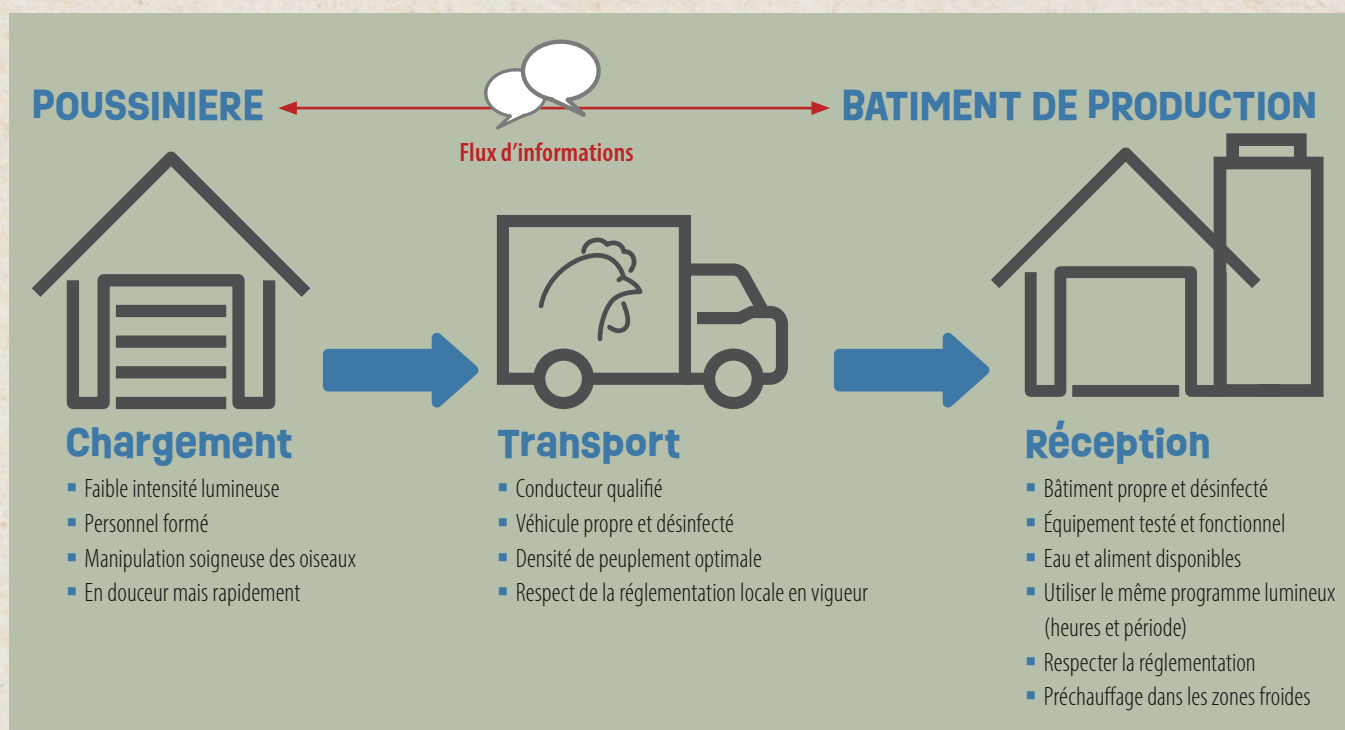 POUSSINIERE
BATIMENT DE PRODUCTION
Flux d'informations
Chargement
▪ Faible intensité lumineuse
▪ Personnel formé
▪ Manipulation soigneuse des oiseaux
▪ En douceur mais rapidement
Transport
▪ Conducteur qualifié
▪ Véhicule propre et désinfecté
▪ Densité de peuplement optimale
▪ Respect de la réglementation locale en vigueur
Réception
▪ Bâtiment propre et désinfecté
▪ Équipement testé et fonctionnel
▪ Eau et aliment disponibles
▪ Utiliser le même programme lumineux
(heures et période)
▪ Respecter la réglementation
▪ Préchauffage dans les zones froides